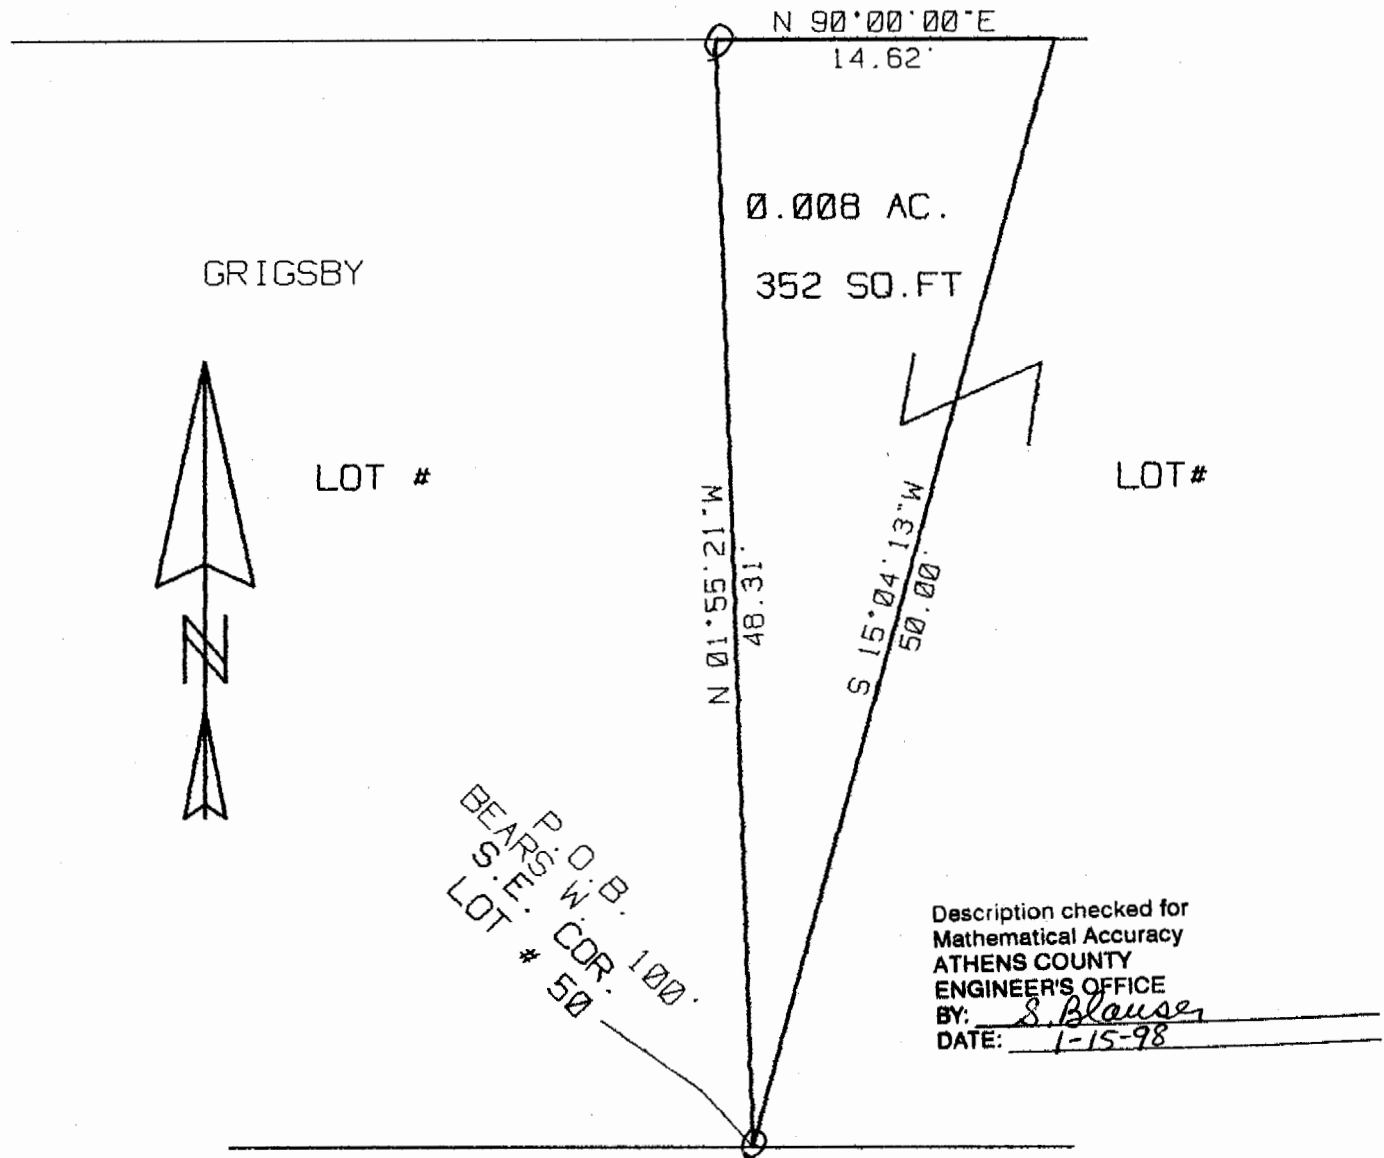 N 90°00'00"E
14.62'
0.008 AC.
352 SQ.FT
GRIGSBY
LOT #
LOT#
N 01°55'21"W
48.31'
S 15°04'13"W
50.00'
N
P.O.B.
BEARS W. 100'
S.E. COR.
LOT # 50
Description checked for
Mathematical Accuracy
ATHENS COUNTY
ENGINEER'S OFFICE
BY: S. Blauser
DATE: 1-15-98